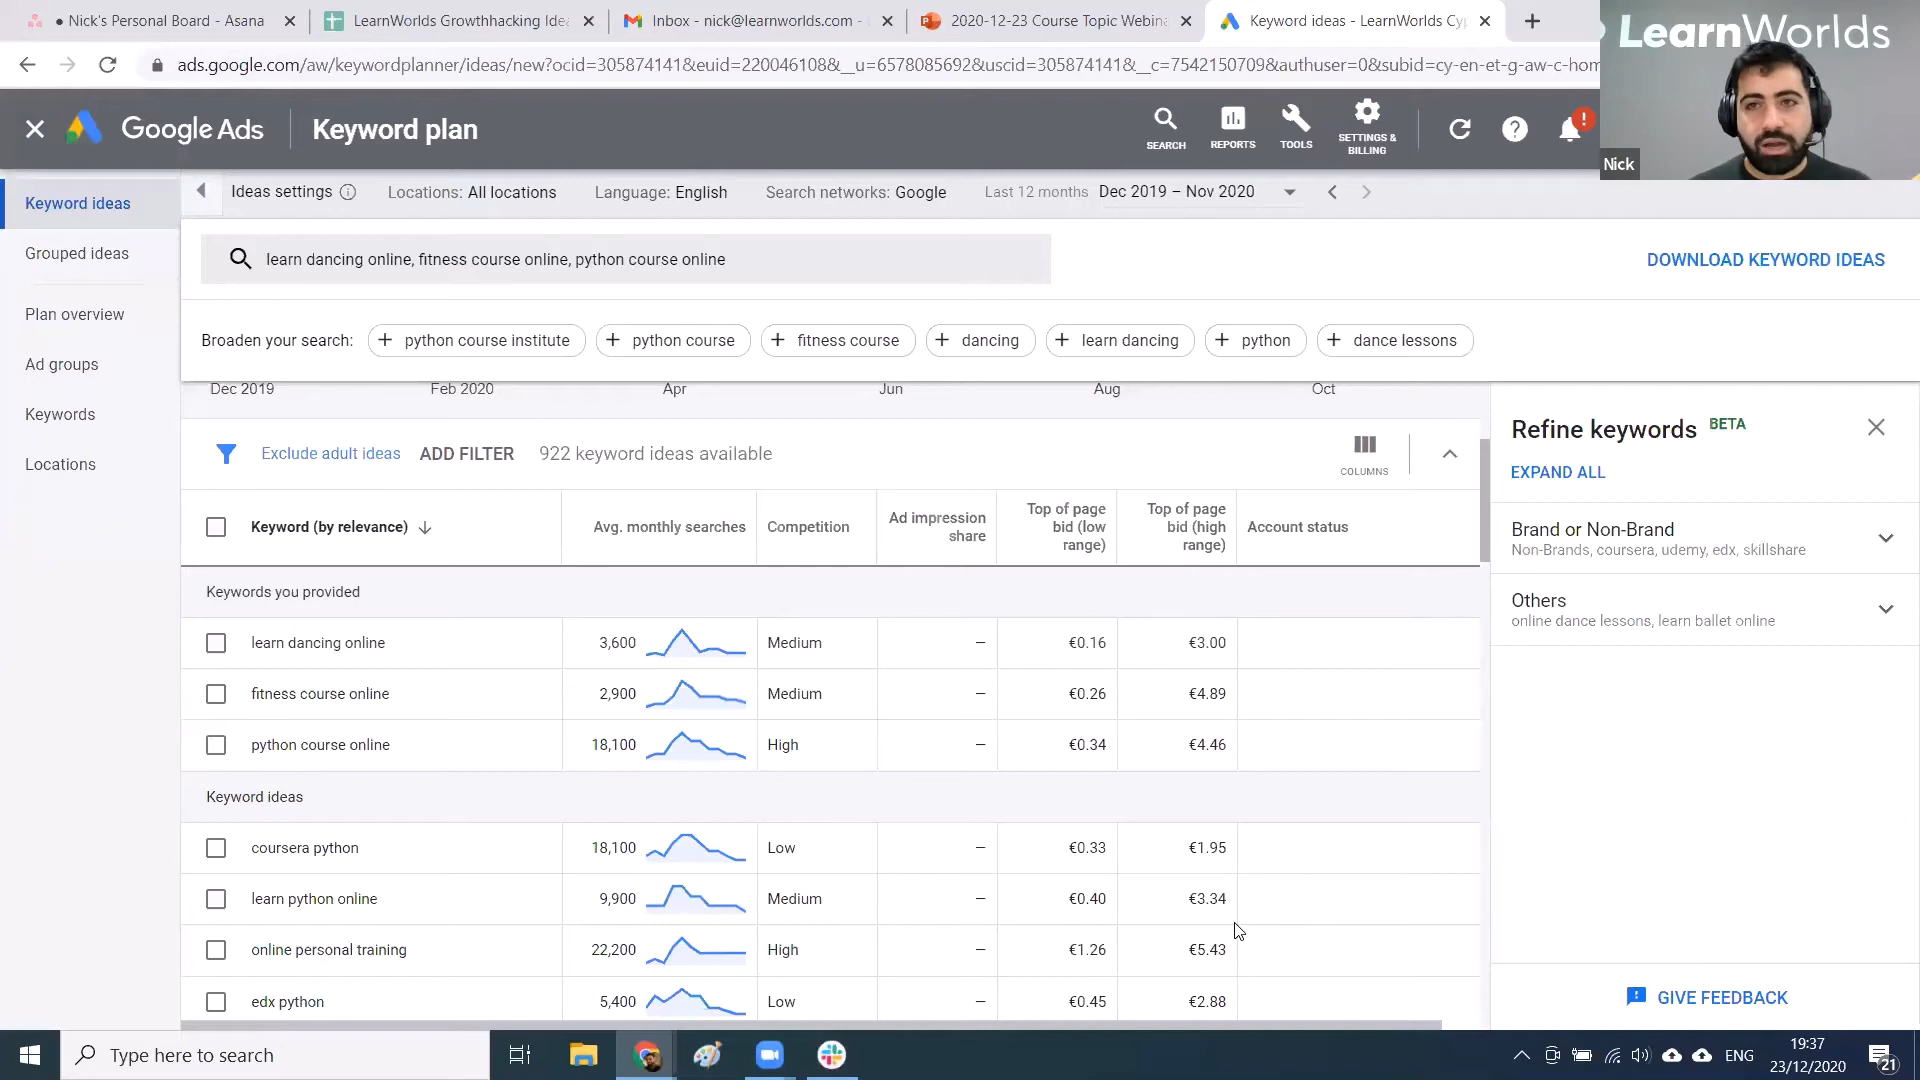 Nick's Personal Board - Asana
LearnWorlds Growthhacking Idea
Inbox - nick@learnworlds.com -
2020-12-23 Course Topic Webina
Keyword ideas - LearnWorlds Cyp
LearnWorlds
ads.google.com/aw/keywordplanner/ideas/new?ocid=305874141&euid=220046108&__u=6578085692&uscid=305874141&__c=7542150709&authuser=0&subid=cy-en-et-g-aw-c-hom
Google Ads
Keyword plan
SEARCH
REPORTS
TOOLS
SETTINGS &
BILLING
!
Nick
Keyword ideas
Grouped ideas
Plan overview
Ad groups
Keywords
Locations
Ideas settings
Locations: All locations
Language: English
Search networks: Google
Last 12 months Dec 2019 – Nov 2020
learn dancing online, fitness course online, python course online
DOWNLOAD KEYWORD IDEAS
Broaden your search: + python course institute + python course + fitness course + dancing + learn dancing + python + dance lessons
Dec 2019 Feb 2020 Apr Jun Aug Oct
Exclude adult ideas ADD FILTER 922 keyword ideas available
COLUMNS
Keyword (by relevance)
Avg. monthly searches
Competition
Ad impression
share
Top of page
bid (low
range)
Top of page
bid (high
range)
Account status
Keywords you provided
learn dancing online 3,600 Medium – €0.16 €3.00
fitness course online 2,900 Medium – €0.26 €4.89
python course online 18,100 High – €0.34 €4.46
Keyword ideas
coursera python 18,100 Low – €0.33 €1.95
learn python online 9,900 Medium – €0.40 €3.34
online personal training 22,200 High – €1.26 €5.43
edx python 5,400 Low – €0.45 €2.88
Refine keywords BETA
EXPAND ALL
Brand or Non-Brand
Non-Brands, coursera, udemy, edx, skillshare
Others
online dance lessons, learn ballet online
GIVE FEEDBACK
Type here to search
ENG
19:37
23/12/2020
21